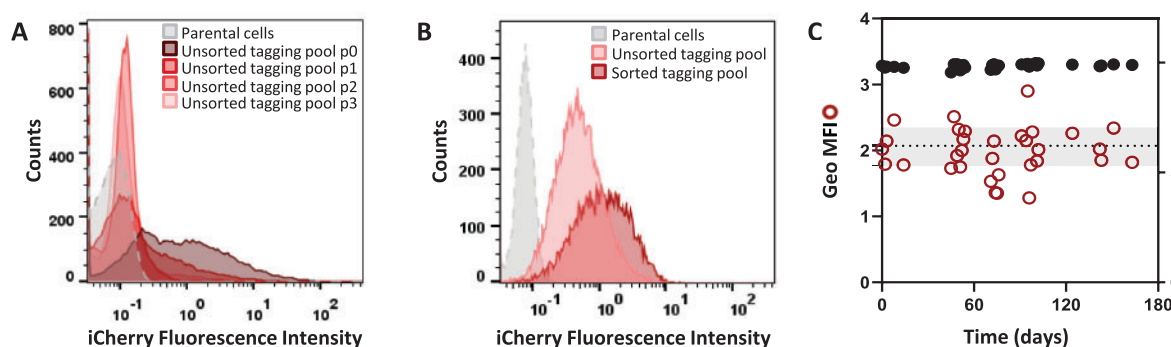 A
800
600
400
200
0
Counts
Parental cells
Unsorted tagging pool p0
Unsorted tagging pool p1
Unsorted tagging pool p2
Unsorted tagging pool p3
10-1
100
101
102
iCherry Fluorescence Intensity
B
400
300
200
100
0
Counts
Parental cells
Unsorted tagging pool
Sorted tagging pool
10-1
100
101
102
iCherry Fluorescence Intensity
C
4
3
2
1
0
Geo MFI
0
60
120
180
Time (days)